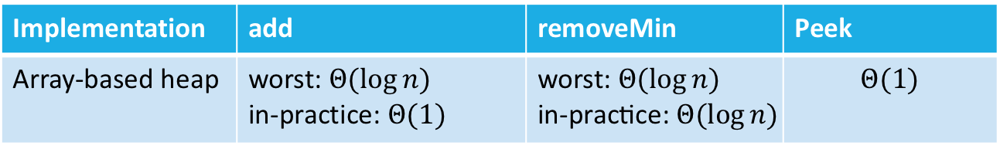 Implementation add removeMin Peek
Array-based heap worst: Θ(log n) worst: Θ(log n) Θ(1)
in-practice: Θ(1) in-practice: Θ(log n)